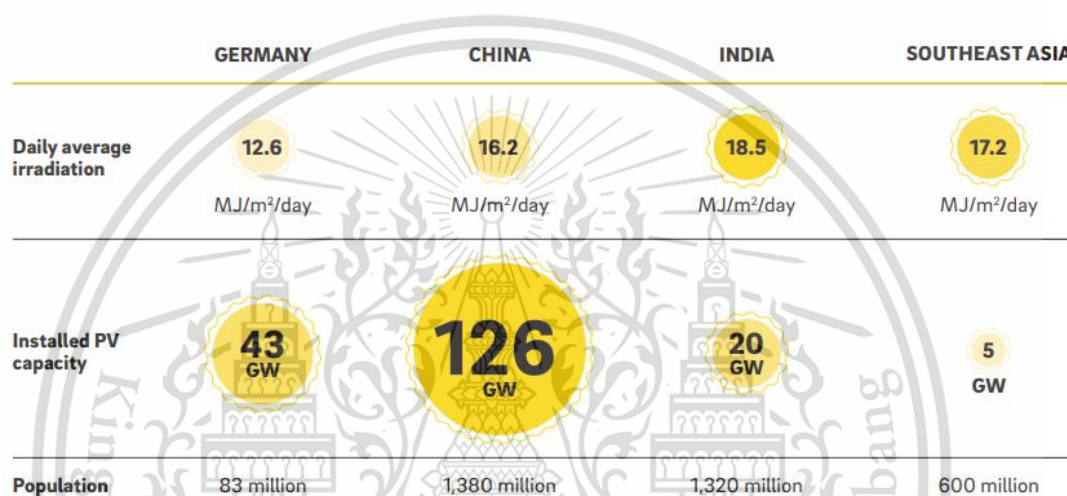 GERMANY CHINA INDIA SOUTHEAST ASIA
Daily average
irradiation
12.6 16.2 18.5 17.2
MJ/m²/day MJ/m²/day MJ/m²/day MJ/m²/day
Installed PV
capacity
43 126 20 5
GW GW GW GW
Population 83 million 1,380 million 1,320 million 600 million
King
bang